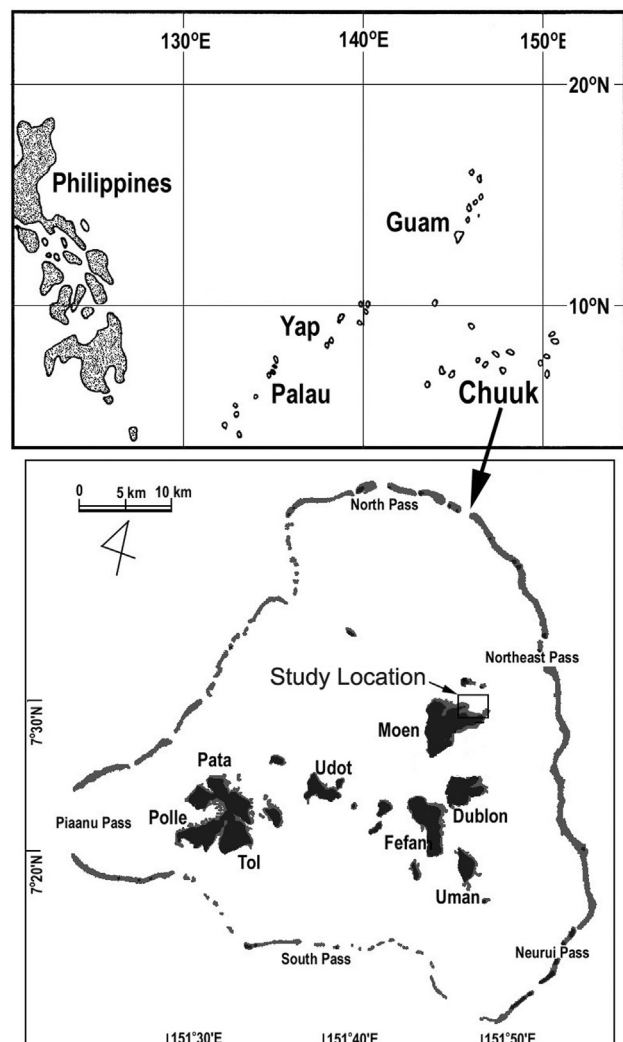 130°E 140°E 150°E
20°N
Philippines
Guam
10°N
Yap
Palau
Chuuk
0 5 km 10 km
North Pass
Northeast Pass
Study Location
7°30'N
Moen
Pata
Udot
Polle
Dublon
Piaanu Pass
Fefan
7°20'N
Tol
Uman
Neurui Pass
South Pass
151°30'E 151°40'E 151°50'E